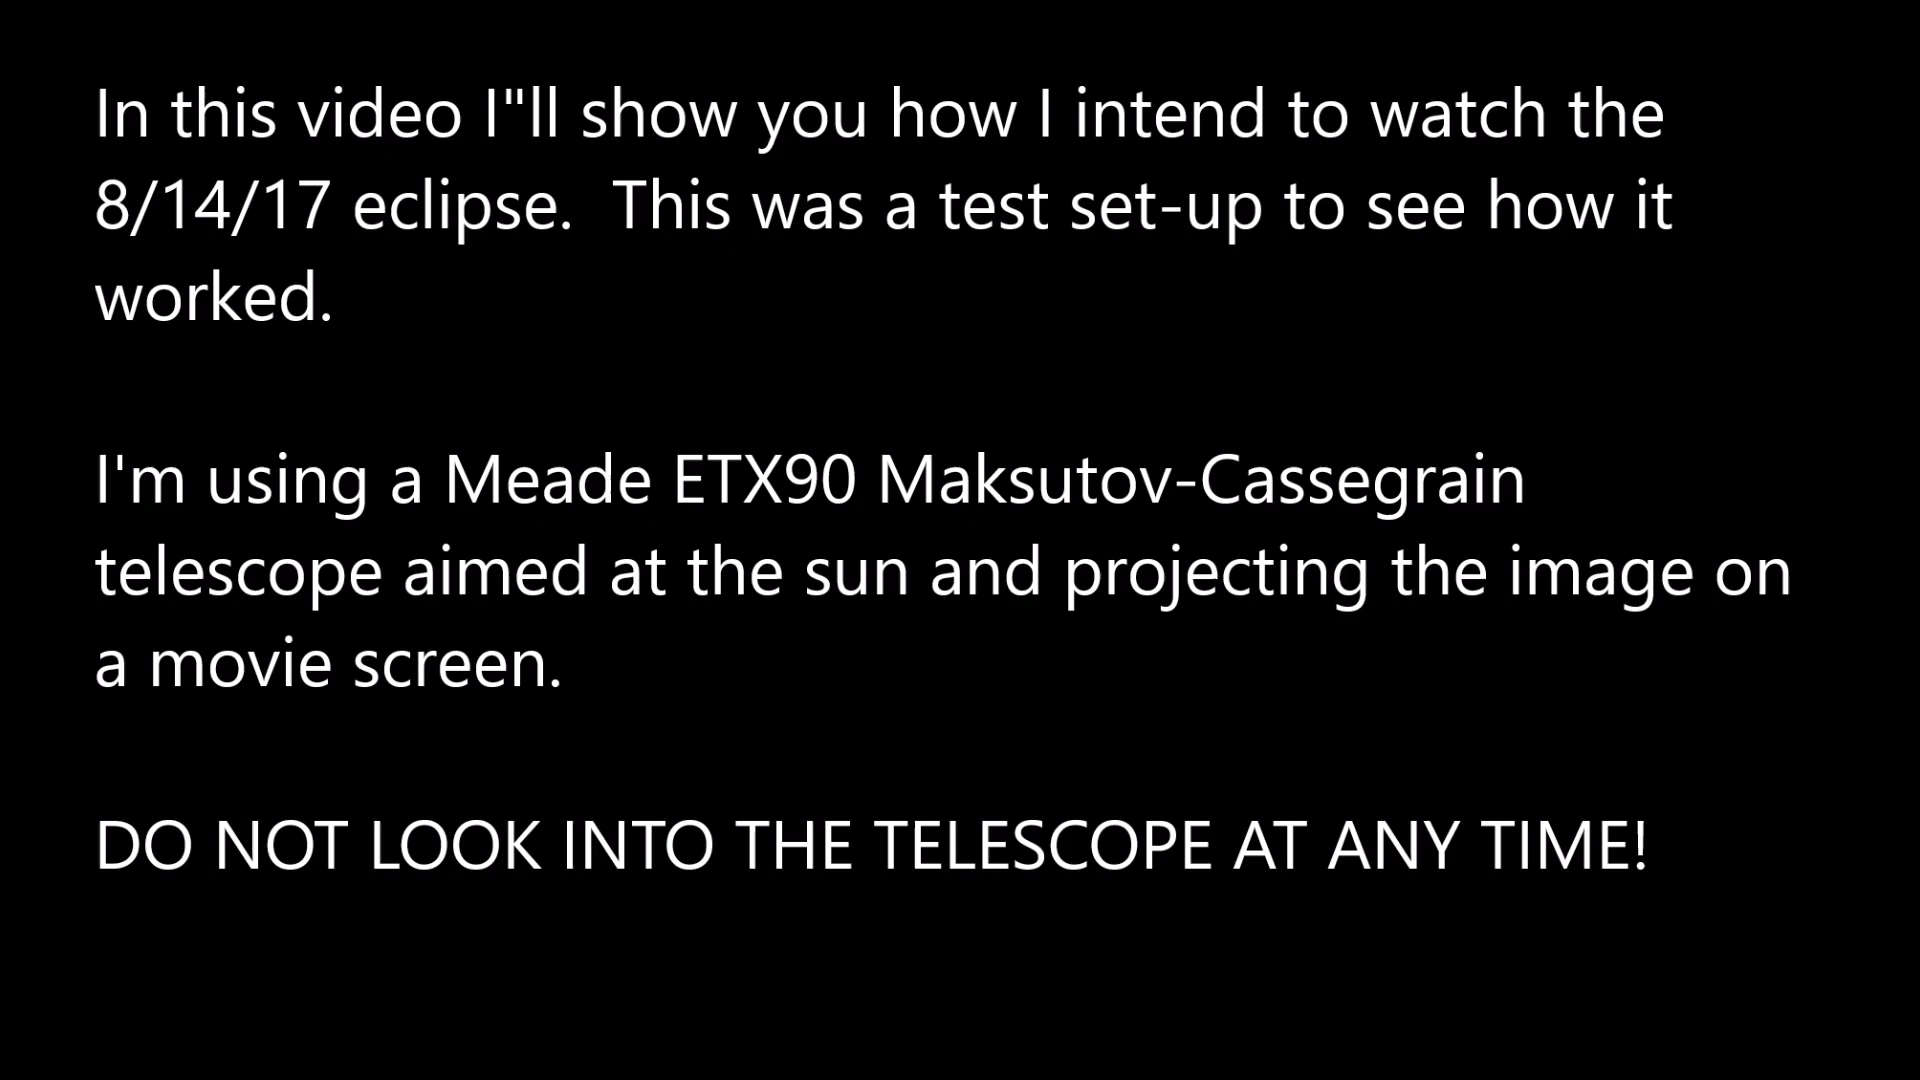 In this video I"ll show you how I intend to watch the
8/14/17 eclipse.  This was a test set-up to see how it
worked.
I'm using a Meade ETX90 Maksutov-Cassegrain
telescope aimed at the sun and projecting the image on
a movie screen.
DO NOT LOOK INTO THE TELESCOPE AT ANY TIME!